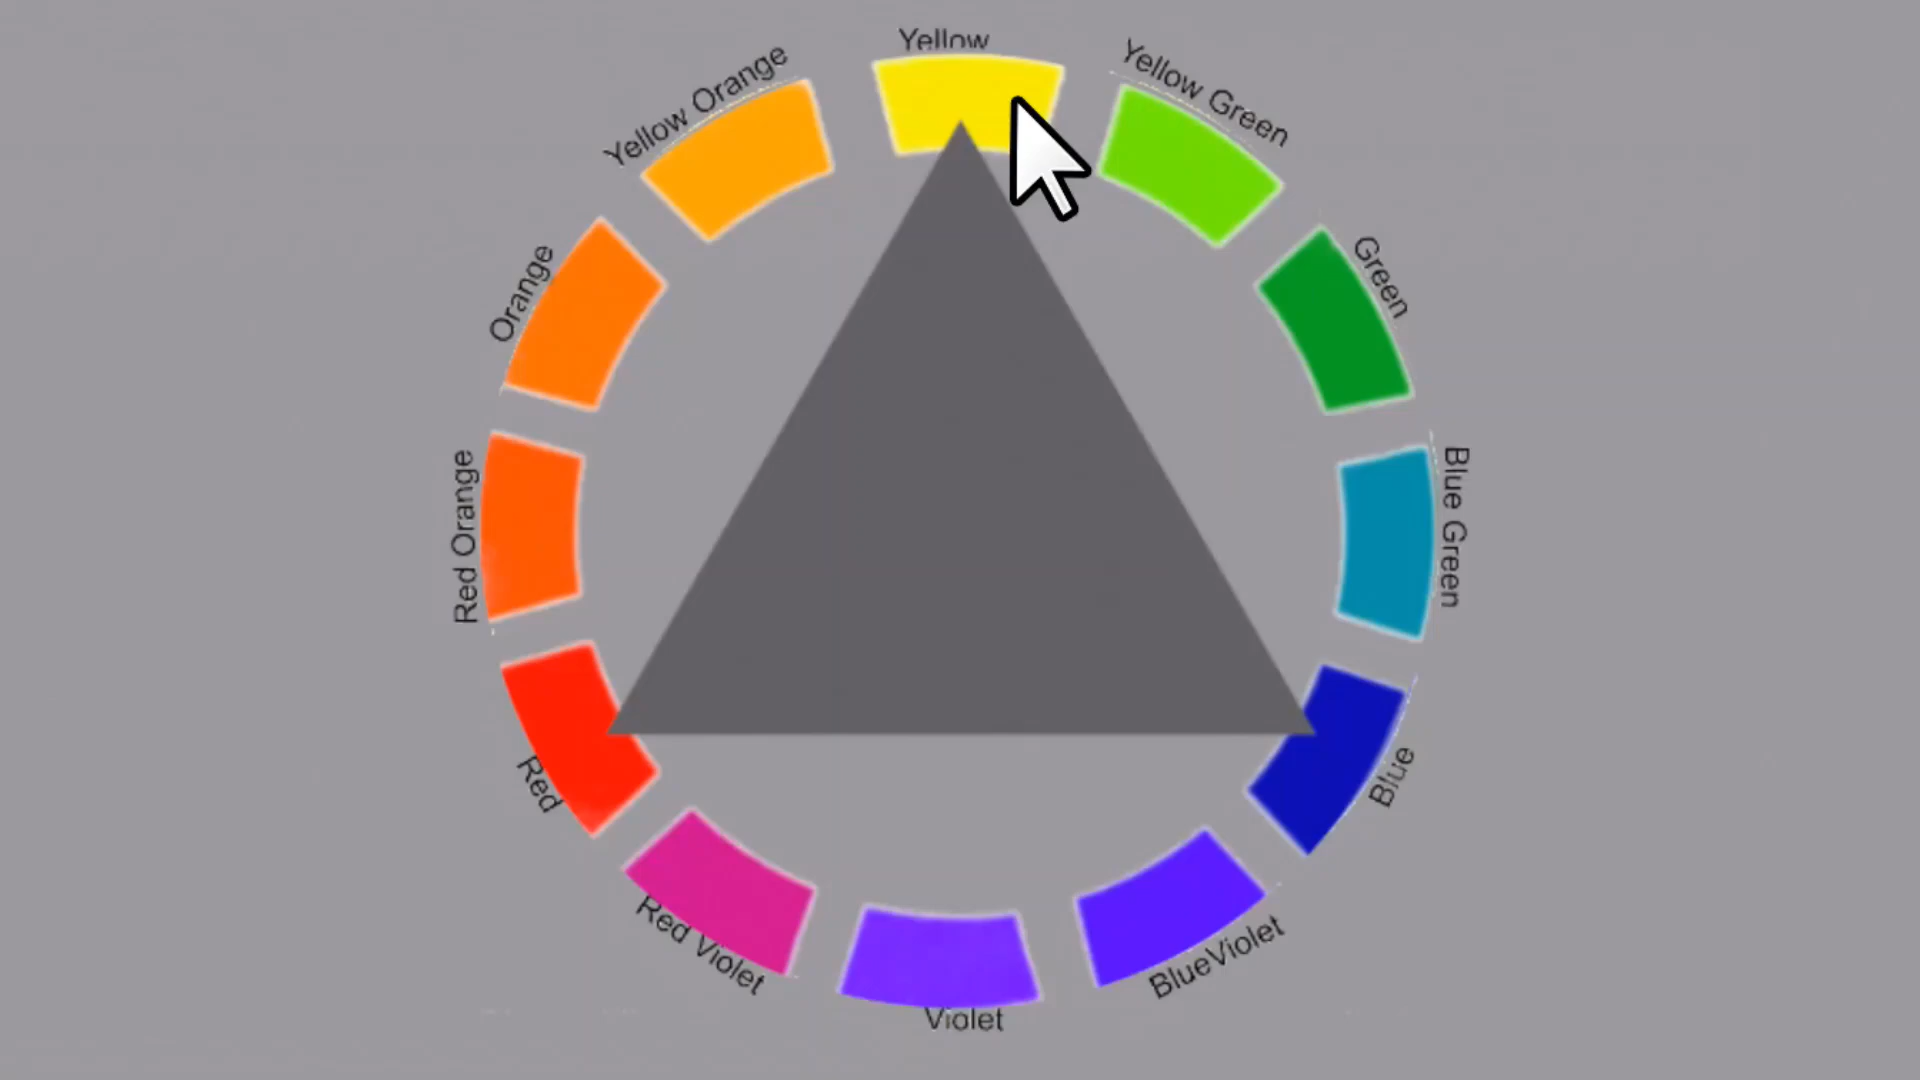 Yellow
Yellow Green
Green
Blue Green
Blue
BlueViolet
Violet
Red Violet
Red
Red Orange
Orange
Yellow Orange